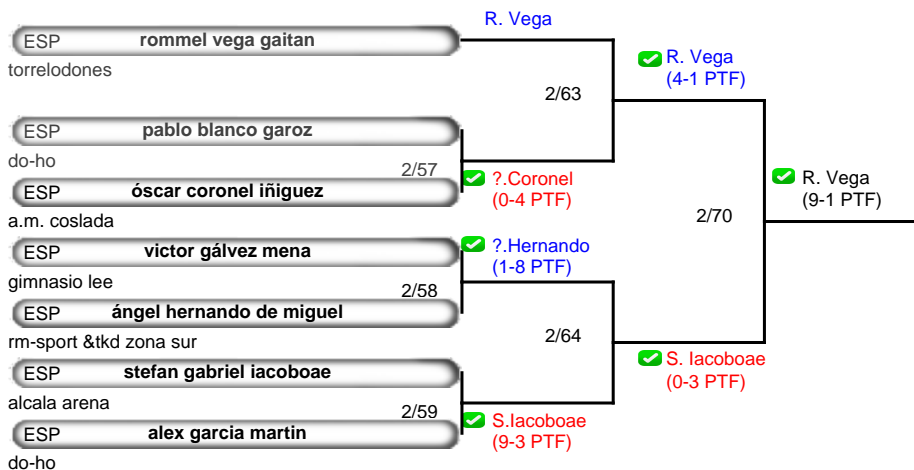 R. Vega
ESP rommel vega gaitan
torrelodones
R. Vega
(4-1 PTF)
2/63
ESP pablo blanco garoz
do-ho
2/57
ESP óscar coronel iñiguez
a.m. coslada
?.Coronel
(0-4 PTF)
R. Vega
(9-1 PTF)
2/70
ESP victor gálvez mena
gimnasio lee
?.Hernando
(1-8 PTF)
2/58
ESP ángel hernando de miguel
rm-sport &tkd zona sur
2/64
S. Iacoboae
(0-3 PTF)
ESP stefan gabriel iacoboae
alcala arena
2/59
ESP alex garcia martin
do-ho
S.Iacoboae
(9-3 PTF)